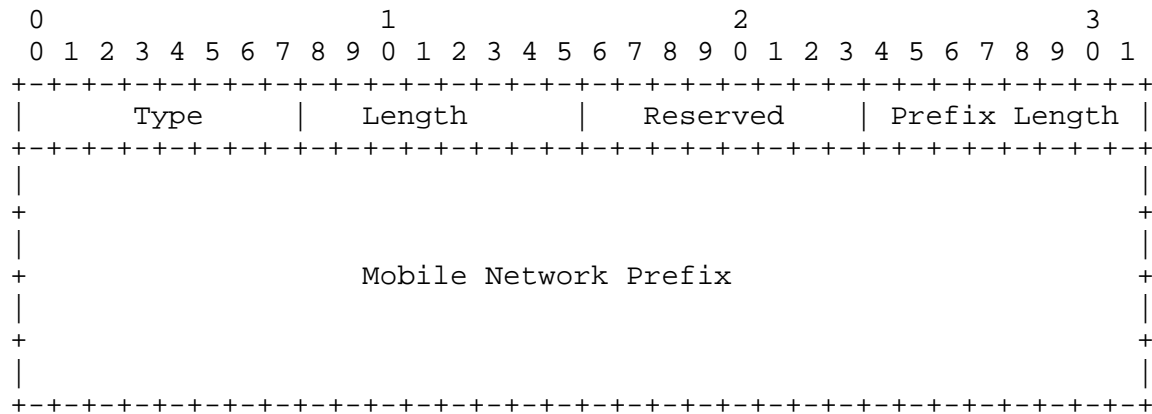 0                   1                   2                   3
 0 1 2 3 4 5 6 7 8 9 0 1 2 3 4 5 6 7 8 9 0 1 2 3 4 5 6 7 8 9 0 1
+-+-+-+-+-+-+-+-+-+-+-+-+-+-+-+-+-+-+-+-+-+-+-+-+-+-+-+-+-+-+-+-+
|      Type     |   Length      |   Reserved    | Prefix Length |
+-+-+-+-+-+-+-+-+-+-+-+-+-+-+-+-+-+-+-+-+-+-+-+-+-+-+-+-+-+-+-+-+
|                                                               |
+                                                               +
|                                                               |
+                   Mobile Network Prefix                       +
|                                                               |
+                                                               +
|                                                               |
+-+-+-+-+-+-+-+-+-+-+-+-+-+-+-+-+-+-+-+-+-+-+-+-+-+-+-+-+-+-+-+-+